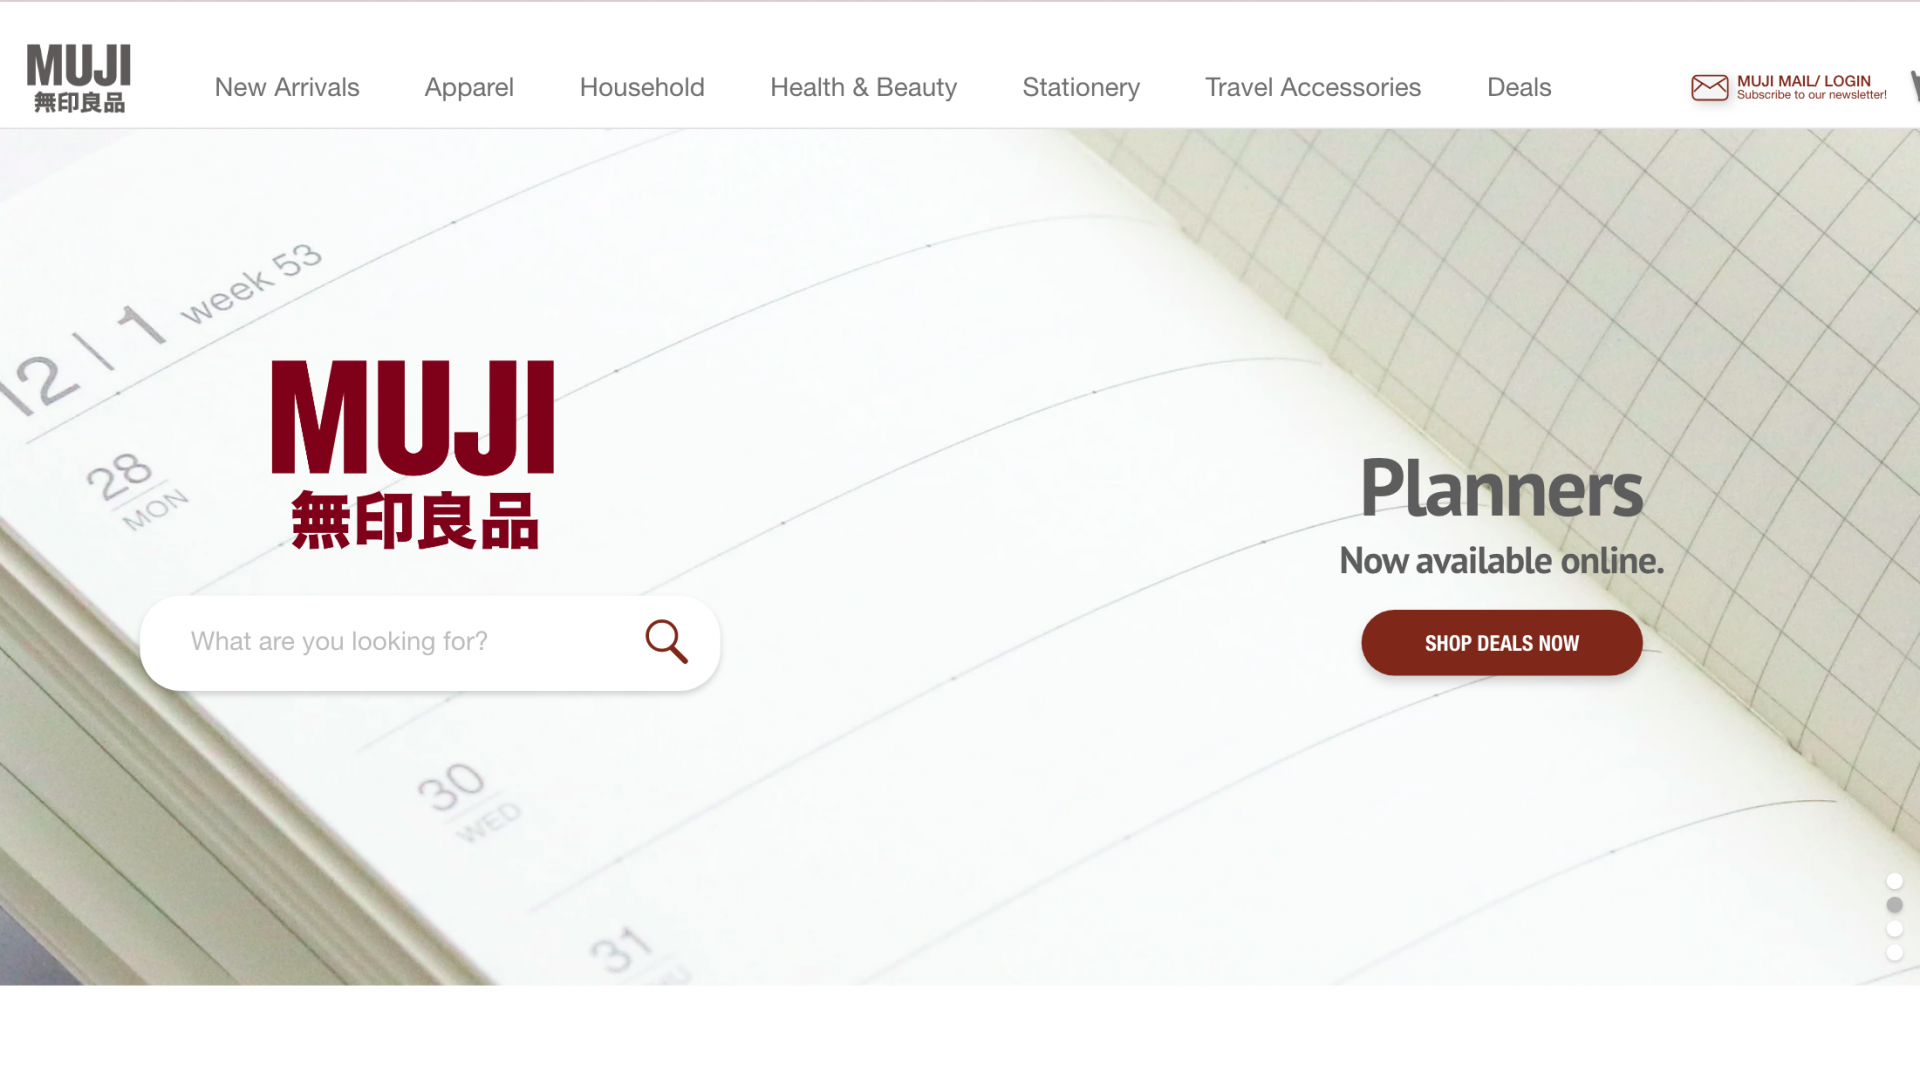 MUJI
無印良品
New Arrivals
Apparel
Household
Health & Beauty
Stationery
Travel Accessories
Deals
MUJI MAIL/ LOGIN
Subscribe to our newsletter!
12 | 1 week 53
28
MON
MUJI
無印良品
What are you looking for?
Planners
Now available online.
SHOP DEALS NOW
30
WED
31